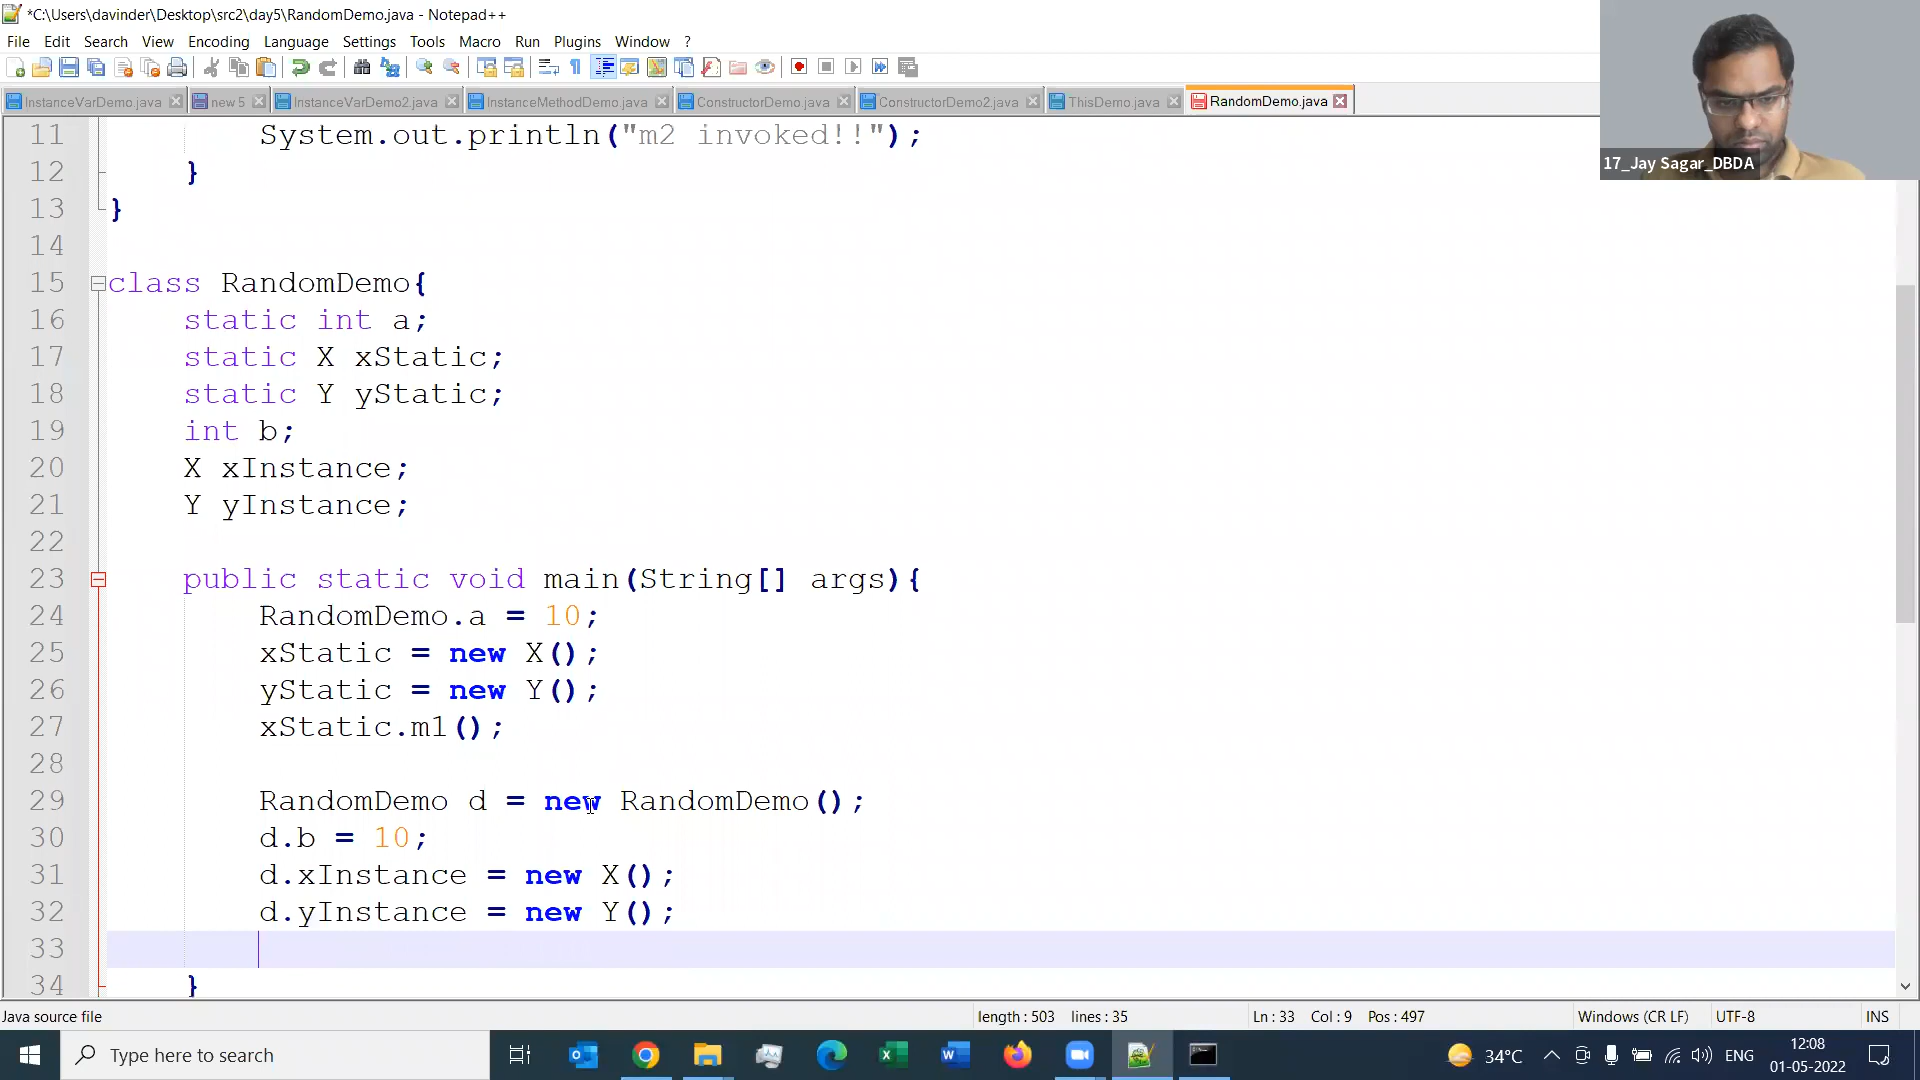 *C:\Users\davinder\Desktop\src2\day5\RandomDemo.java - Notepad++
File Edit Search View Encoding Language Settings Tools Macro Run Plugins Window ?
InstanceVarDemo.java new 5 InstanceVarDemo2.java InstanceMethodDemo.java ConstructorDemo.java ConstructorDemo2.java ThisDemo.java RandomDemo.java
17_Jay Sagar_DBDA
11 System.out.println("m2 invoked!!");
12 }
13 }
14
15 class RandomDemo{
16 static int a;
17 static X xStatic;
18 static Y yStatic;
19 int b;
20 X xInstance;
21 Y yInstance;
22
23 public static void main(String[] args){
24 RandomDemo.a = 10;
25 xStatic = new X();
26 yStatic = new Y();
27 xStatic.m1();
28
29 RandomDemo d = new RandomDemo();
30 d.b = 10;
31 d.xInstance = new X();
32 d.yInstance = new Y();
33
34 }
Java source file length : 503 lines : 35 Ln : 33 Col : 9 Pos : 497 Windows (CR LF) UTF-8 INS
Type here to search 34°C ENG 12:08
01-05-2022